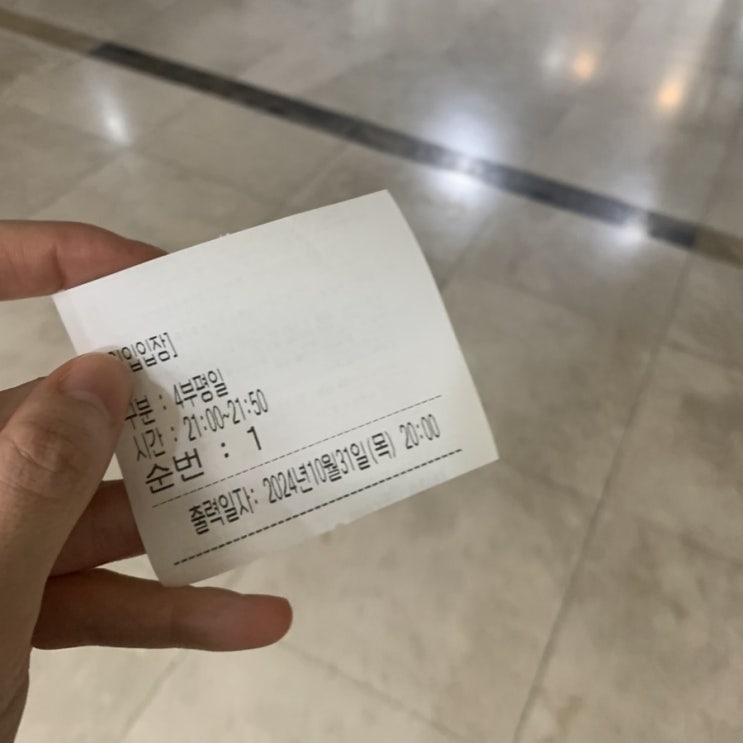 입장]
구분 : 4부평일
시간 : 21:00~21:50
순번 : 1
출력일자: 2024년10월31일(목) 20:00